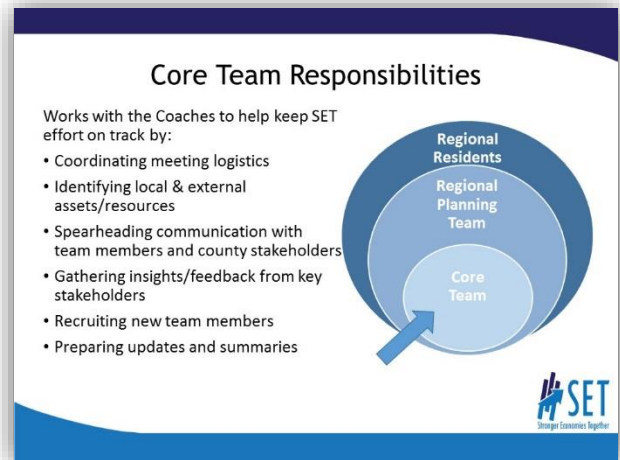 Core Team Responsibilities
Works with the Coaches to help keep SET
effort on track by:
• Coordinating meeting logistics
• Identifying local & external
assets/resources
• Spearheading communication with
team members and county stakeholders
• Gathering insights/feedback from key
stakeholders
• Recruiting new team members
• Preparing updates and summaries
Regional
Residents
Regional
Planning
Team
Core
Team
SET
Stronger Economies Together